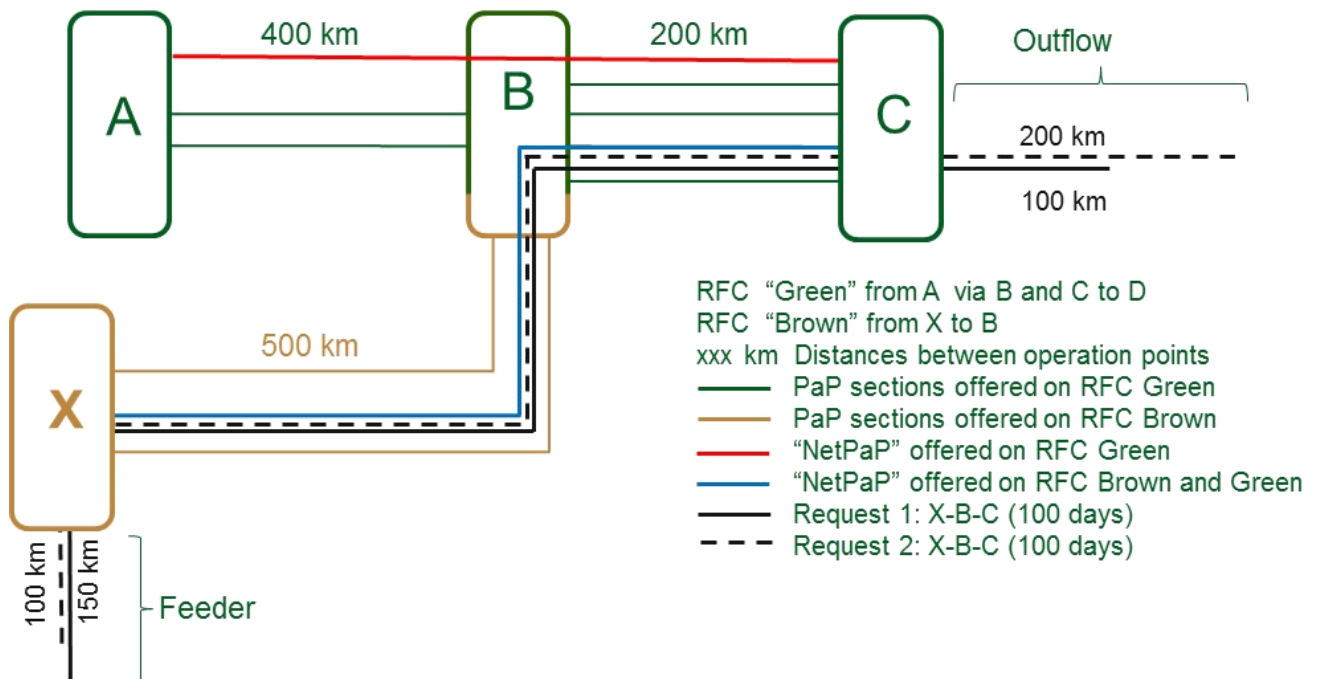 400 km
200 km
Outflow
A
B
C
200 km
100 km
RFC “Green” from A via B and C to D
RFC “Brown” from X to B
500 km
xxx km Distances between operation points
PaP sections offered on RFC Green
X
PaP sections offered on RFC Brown
“NetPaP” offered on RFC Green
“NetPaP” offered on RFC Brown and Green
Request 1: X-B-C (100 days)
Request 2: X-B-C (100 days)
100 km
150 km
Feeder